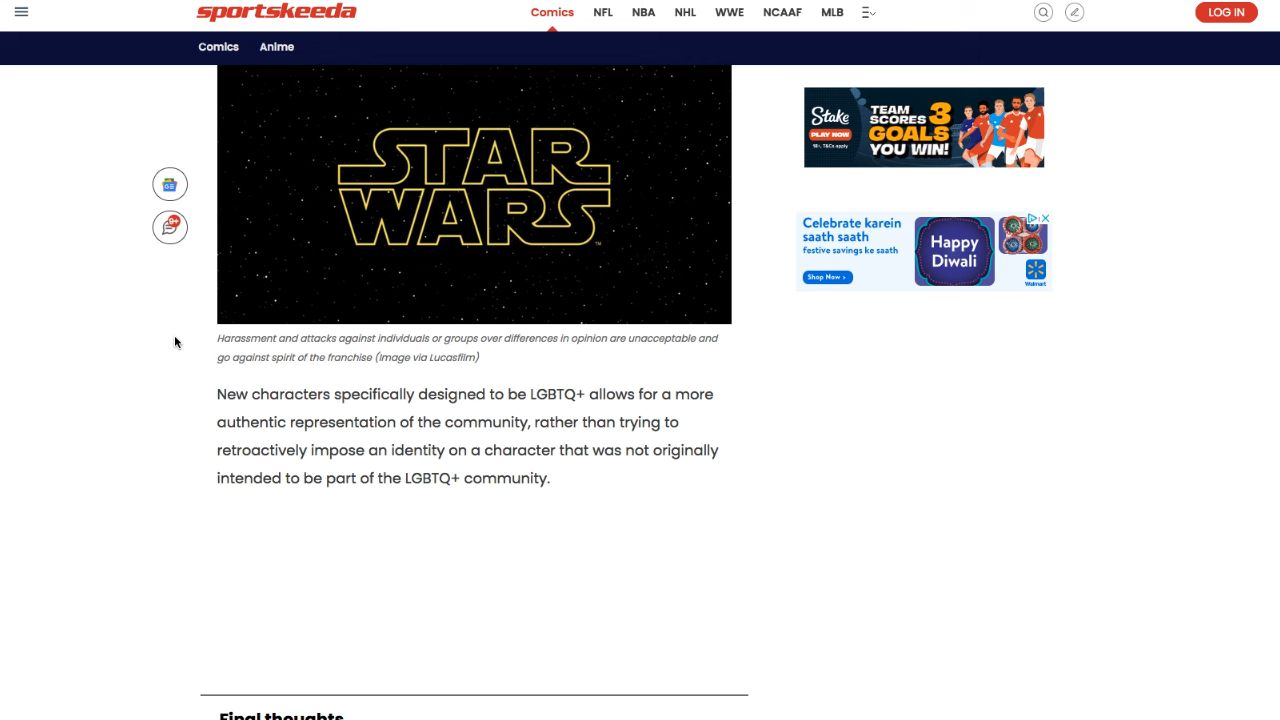 sportskeeda
Comics NFL NBA NHL WWE NCAAF MLB
LOG IN
Comics Anime
STAR
WARS
™
GE
9+
Harassment and attacks against individuals or groups over differences in opinion are unacceptable and
go against spirit of the franchise (Image via Lucasfilm)
New characters specifically designed to be LGBTQ+ allows for a more
authentic representation of the community, rather than trying to
retroactively impose an identity on a character that was not originally
intended to be part of the LGBTQ+ community.
Final thoughts
Stake
PLAY NOW
18+, T&Cs apply
TEAM
SCORES 3
GOALS
YOU WIN!
Celebrate karein
saath saath
festive savings ke saath
Shop Now >
Happy
Diwali
Walmart